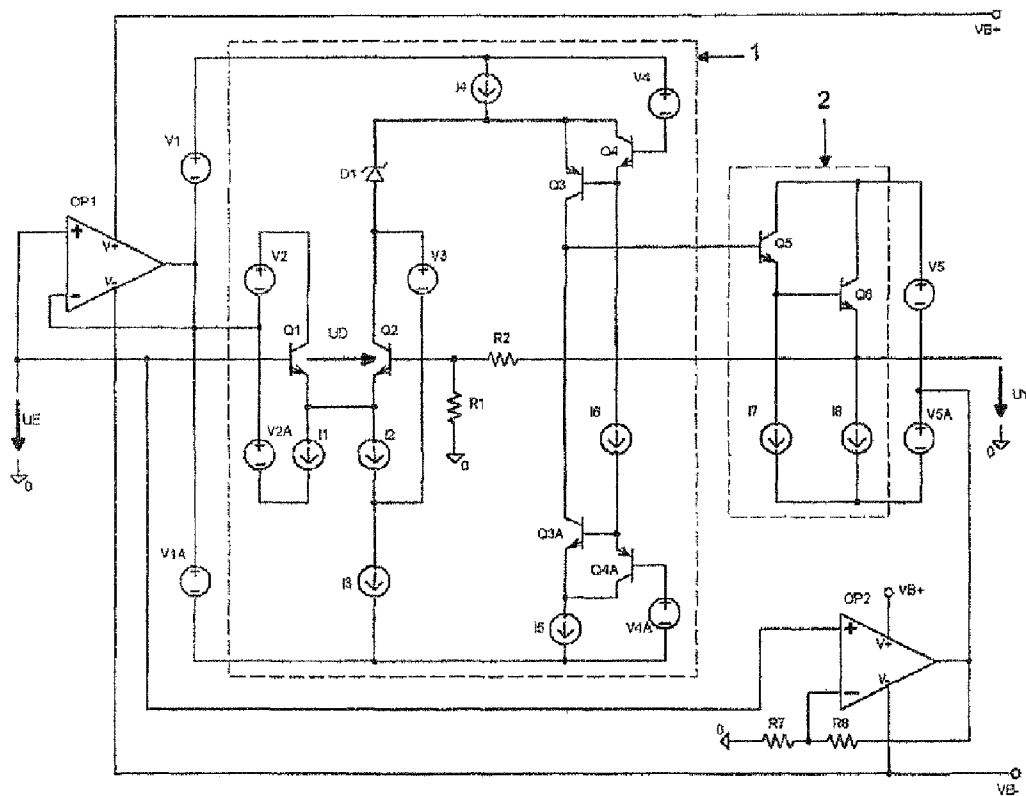 VB+
1
I4
V4
2
V1
D1
Q4
Q3
OP1
Q5
V+
V-
V2
V3
V5
Q6
Q1
UD
Q2
R2
UE
R1
I6
I7
I8
V5A
0
V2A
I1
I2
0
0
Q3A
V1A
Q4A
I3
OP2
VB+
I5
V4A
V+
V-
0
R7
R8
VB-